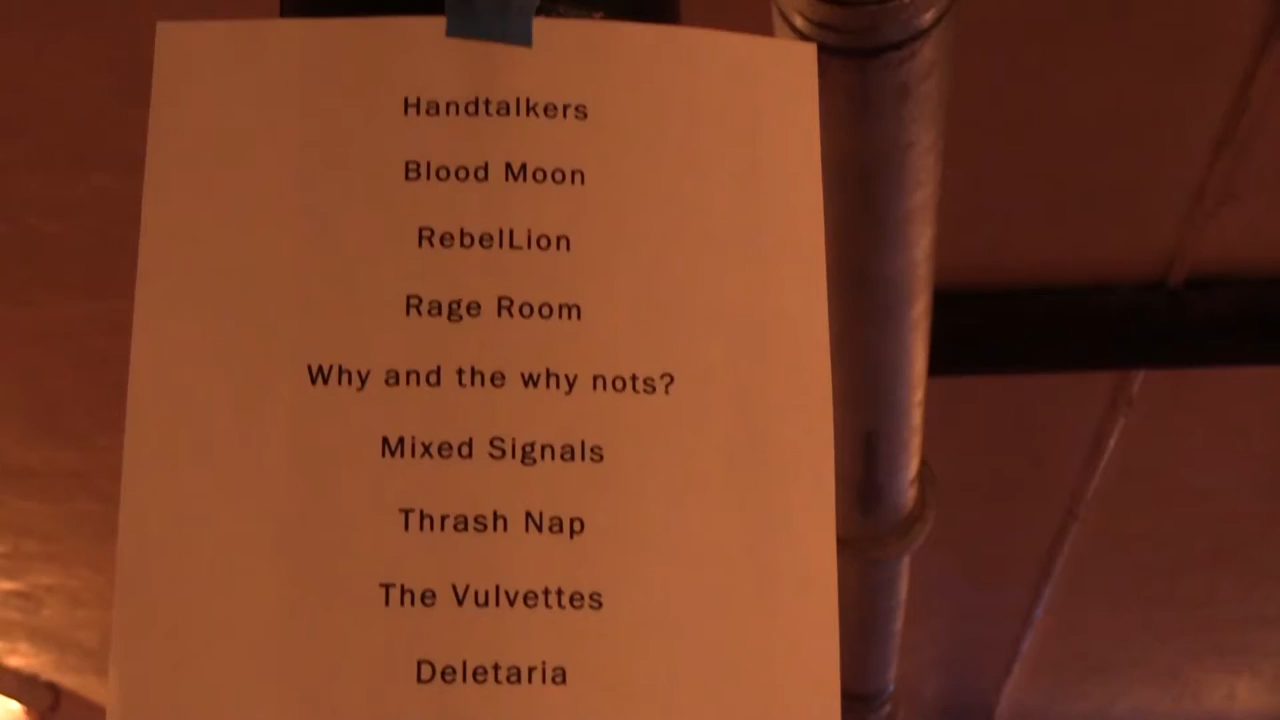 Handtalkers
Blood Moon
RebelLion
Rage Room
Why and the why nots?
Mixed Signals
Thrash Nap
The Vulvettes
Deletaria